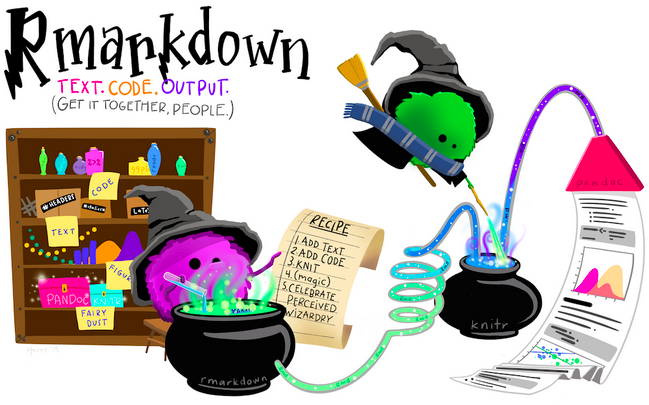 Rmarkdown
TEXT. CODE. OUTPUT.
(GET IT TOGETHER, PEOPLE.)
CODE
#HEADERS
TEXT
PANDOC
KNITR
FAIRY
DUST
RECIPE
1. ADD TEXT
2. ADD CODE
3. KNIT
4. (magic)
5. CELEBRATE
PERCEIVED
WIZARDRY
rmarkdown
knitr
pandoc